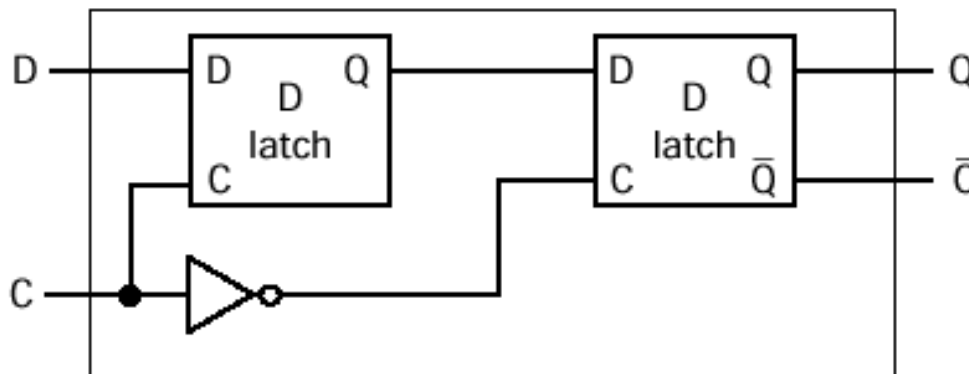 D D Q D Q Q
D D
latch latch
C C Q̅
C